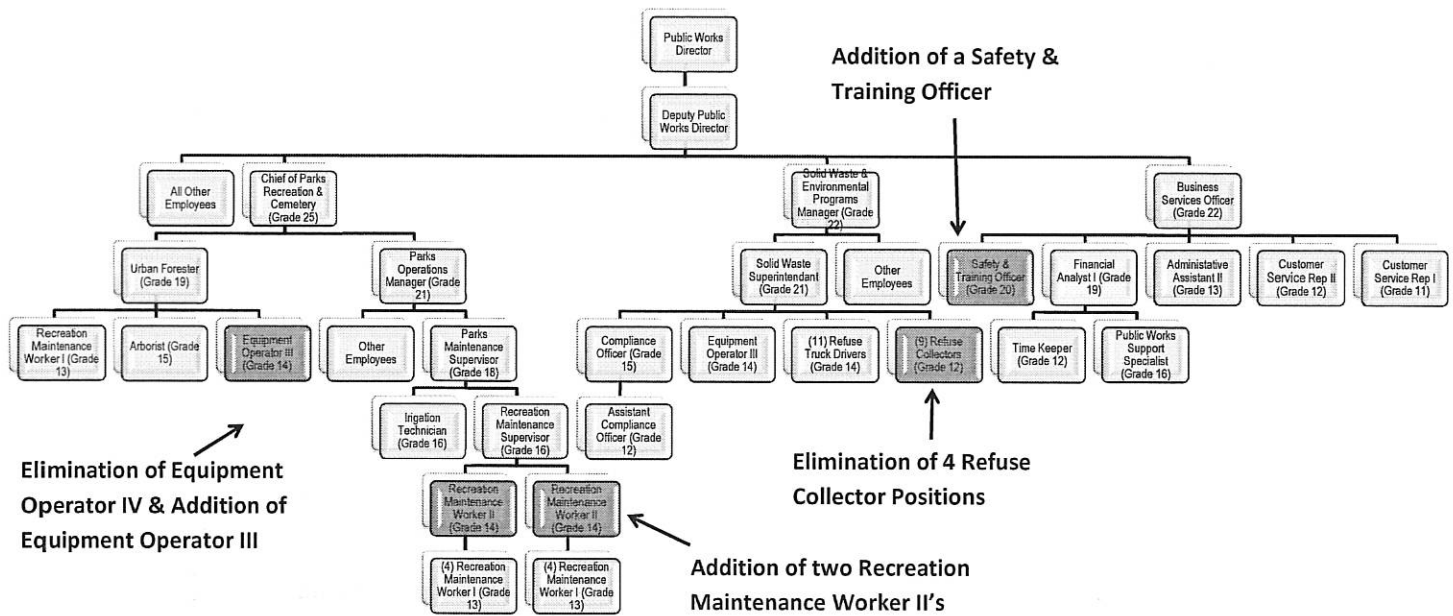 Public Works
Director
Addition of a Safety &
Training Officer
Deputy Public
Works Director
All Other
Employees
Chief of Parks
Recreation &
Cemetery
(Grade 25)
Solid Waste &
Environmental
Programs
Manager (Grade
22)
Business
Services Officer
(Grade 22)
Urban Forester
(Grade 19)
Parks
Operations
Manager (Grade
21)
Solid Waste
Superintendant
(Grade 21)
Other
Employees
Safety &
Training Officer
(Grade 20)
Financial
Analyst I (Grade
19)
Administative
Assistant II
(Grade 13)
Customer
Service Rep II
(Grade 12)
Customer
Service Rep I
(Grade 11)
Recreation
Maintenance
Worker I (Grade
13)
Arborist (Grade
15)
Equipment
Operator III
(Grade 14)
Other
Employees
Parks
Maintenance
Supervisor
(Grade 18)
Compliance
Officer (Grade
15)
Equipment
Operator III
(Grade 14)
(11) Refuse
Truck Drivers
(Grade 14)
(9) Refuse
Collectors
(Grade 12)
Time Keeper
(Grade 12)
Public Works
Support
Specialist
(Grade 16)
Irigation
Technician
(Grade 16)
Recreation
Maintenance
Supervisor
(Grade 16)
Assistant
Compliance
Officer (Grade
12)
Elimination of Equipment
Operator IV & Addition of
Equipment Operator III
Elimination of 4 Refuse
Collector Positions
Recreation
Maintenance
Worker II
(Grade 14)
Recreation
Maintenance
Worker II
(Grade 14)
(4) Recreation
Maintenance
Worker I (Grade
13)
(4) Recreation
Maintenance
Worker I (Grade
13)
Addition of two Recreation
Maintenance Worker II's